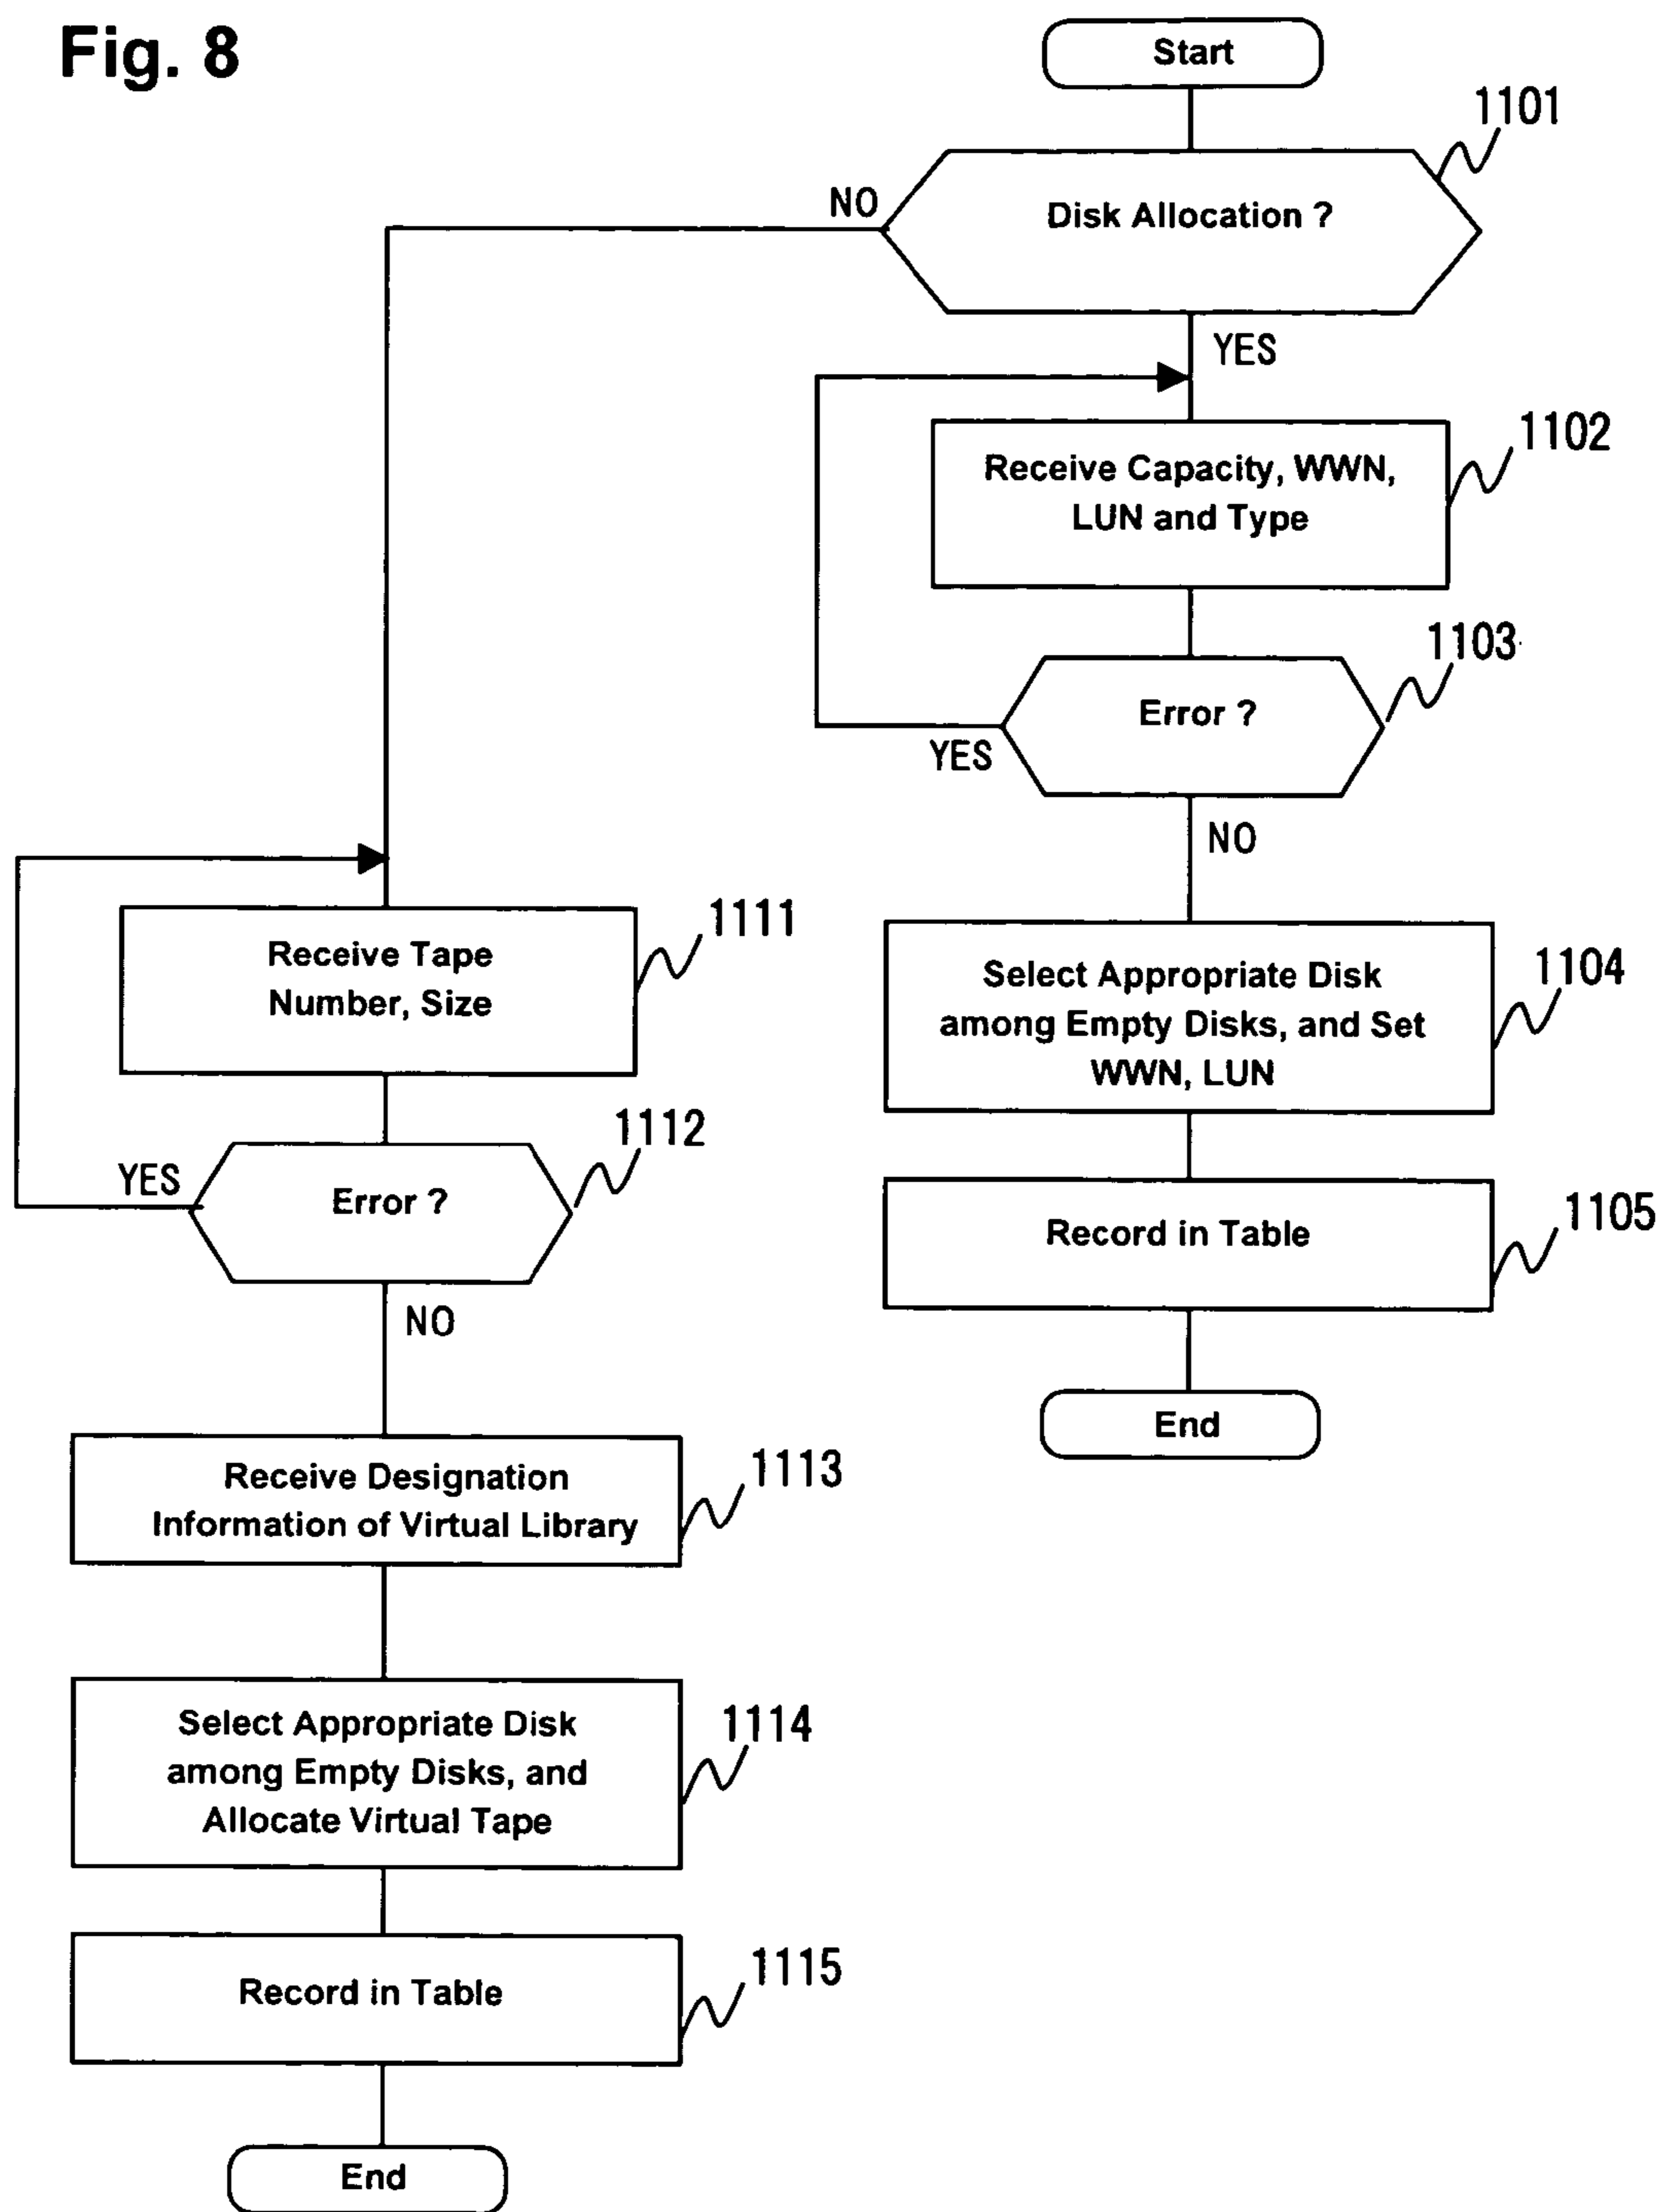 Fig. 8
Start
1101
Disk Allocation ?
NO
YES
1102
Receive Capacity, WWN,
LUN and Type
1103
Error ?
YES
NO
1104
Select Appropriate Disk
among Empty Disks, and Set
WWN, LUN
1105
Record in Table
End
1111
Receive Tape
Number, Size
1112
Error ?
YES
NO
1113
Receive Designation
Information of Virtual Library
1114
Select Appropriate Disk
among Empty Disks, and
Allocate Virtual Tape
1115
Record in Table
End